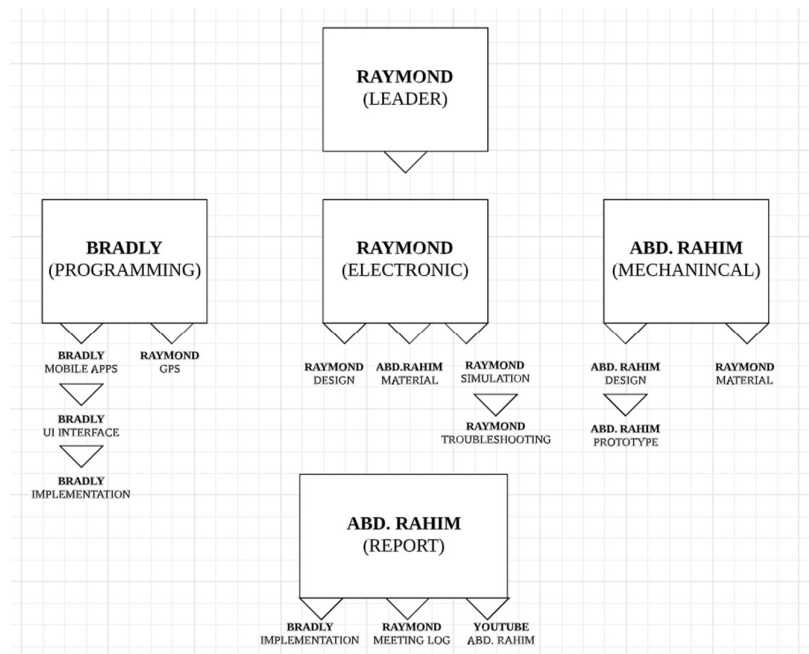 RAYMOND
(LEADER)
BRADLY
(PROGRAMMING)
RAYMOND
(ELECTRONIC)
ABD. RAHIM
(MECHANINCAL)
BRADLY
MOBILE APPS
RAYMOND
GPS
BRADLY
UI INTERFACE
BRADLY
IMPLEMENTATION
RAYMOND
DESIGN
ABD.RAHIM
MATERIAL
RAYMOND
SIMULATION
RAYMOND
TROUBLESHOOTING
ABD. RAHIM
DESIGN
RAYMOND
MATERIAL
ABD. RAHIM
PROTOTYPE
ABD. RAHIM
(REPORT)
BRADLY
IMPLEMENTATION
RAYMOND
MEETING LOG
YOUTUBE
ABD. RAHIM